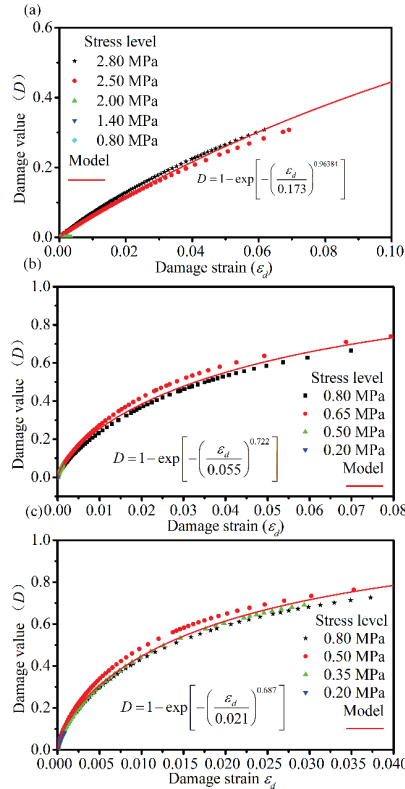 (a)
Stress level
2.80 MPa
2.50 MPa
2.00 MPa
1.40 MPa
0.80 MPa
Model
D=1−exp[−(εd/0.173)^0.96384]
Damage value (D)
0.6
0.4
0.2
0.0
0.00 0.02 0.04 0.06 0.08 0.10
Damage strain (εd)
(b)
Stress level
0.80 MPa
0.65 MPa
0.50 MPa
0.20 MPa
Model
D=1−exp[−(εd/0.055)^0.722]
Damage value (D)
1.0
0.8
0.6
0.4
0.2
0.0
0.00 0.01 0.02 0.03 0.04 0.05 0.06 0.07 0.08
Damage strain (εd)
(c)
Stress level
0.80 MPa
0.50 MPa
0.35 MPa
0.20 MPa
Model
D=1−exp[−(εd/0.021)^0.687]
Damage value (D)
1.0
0.8
0.6
0.4
0.2
0.0
0.000 0.005 0.010 0.015 0.020 0.025 0.030 0.035 0.040
Damage strain εd